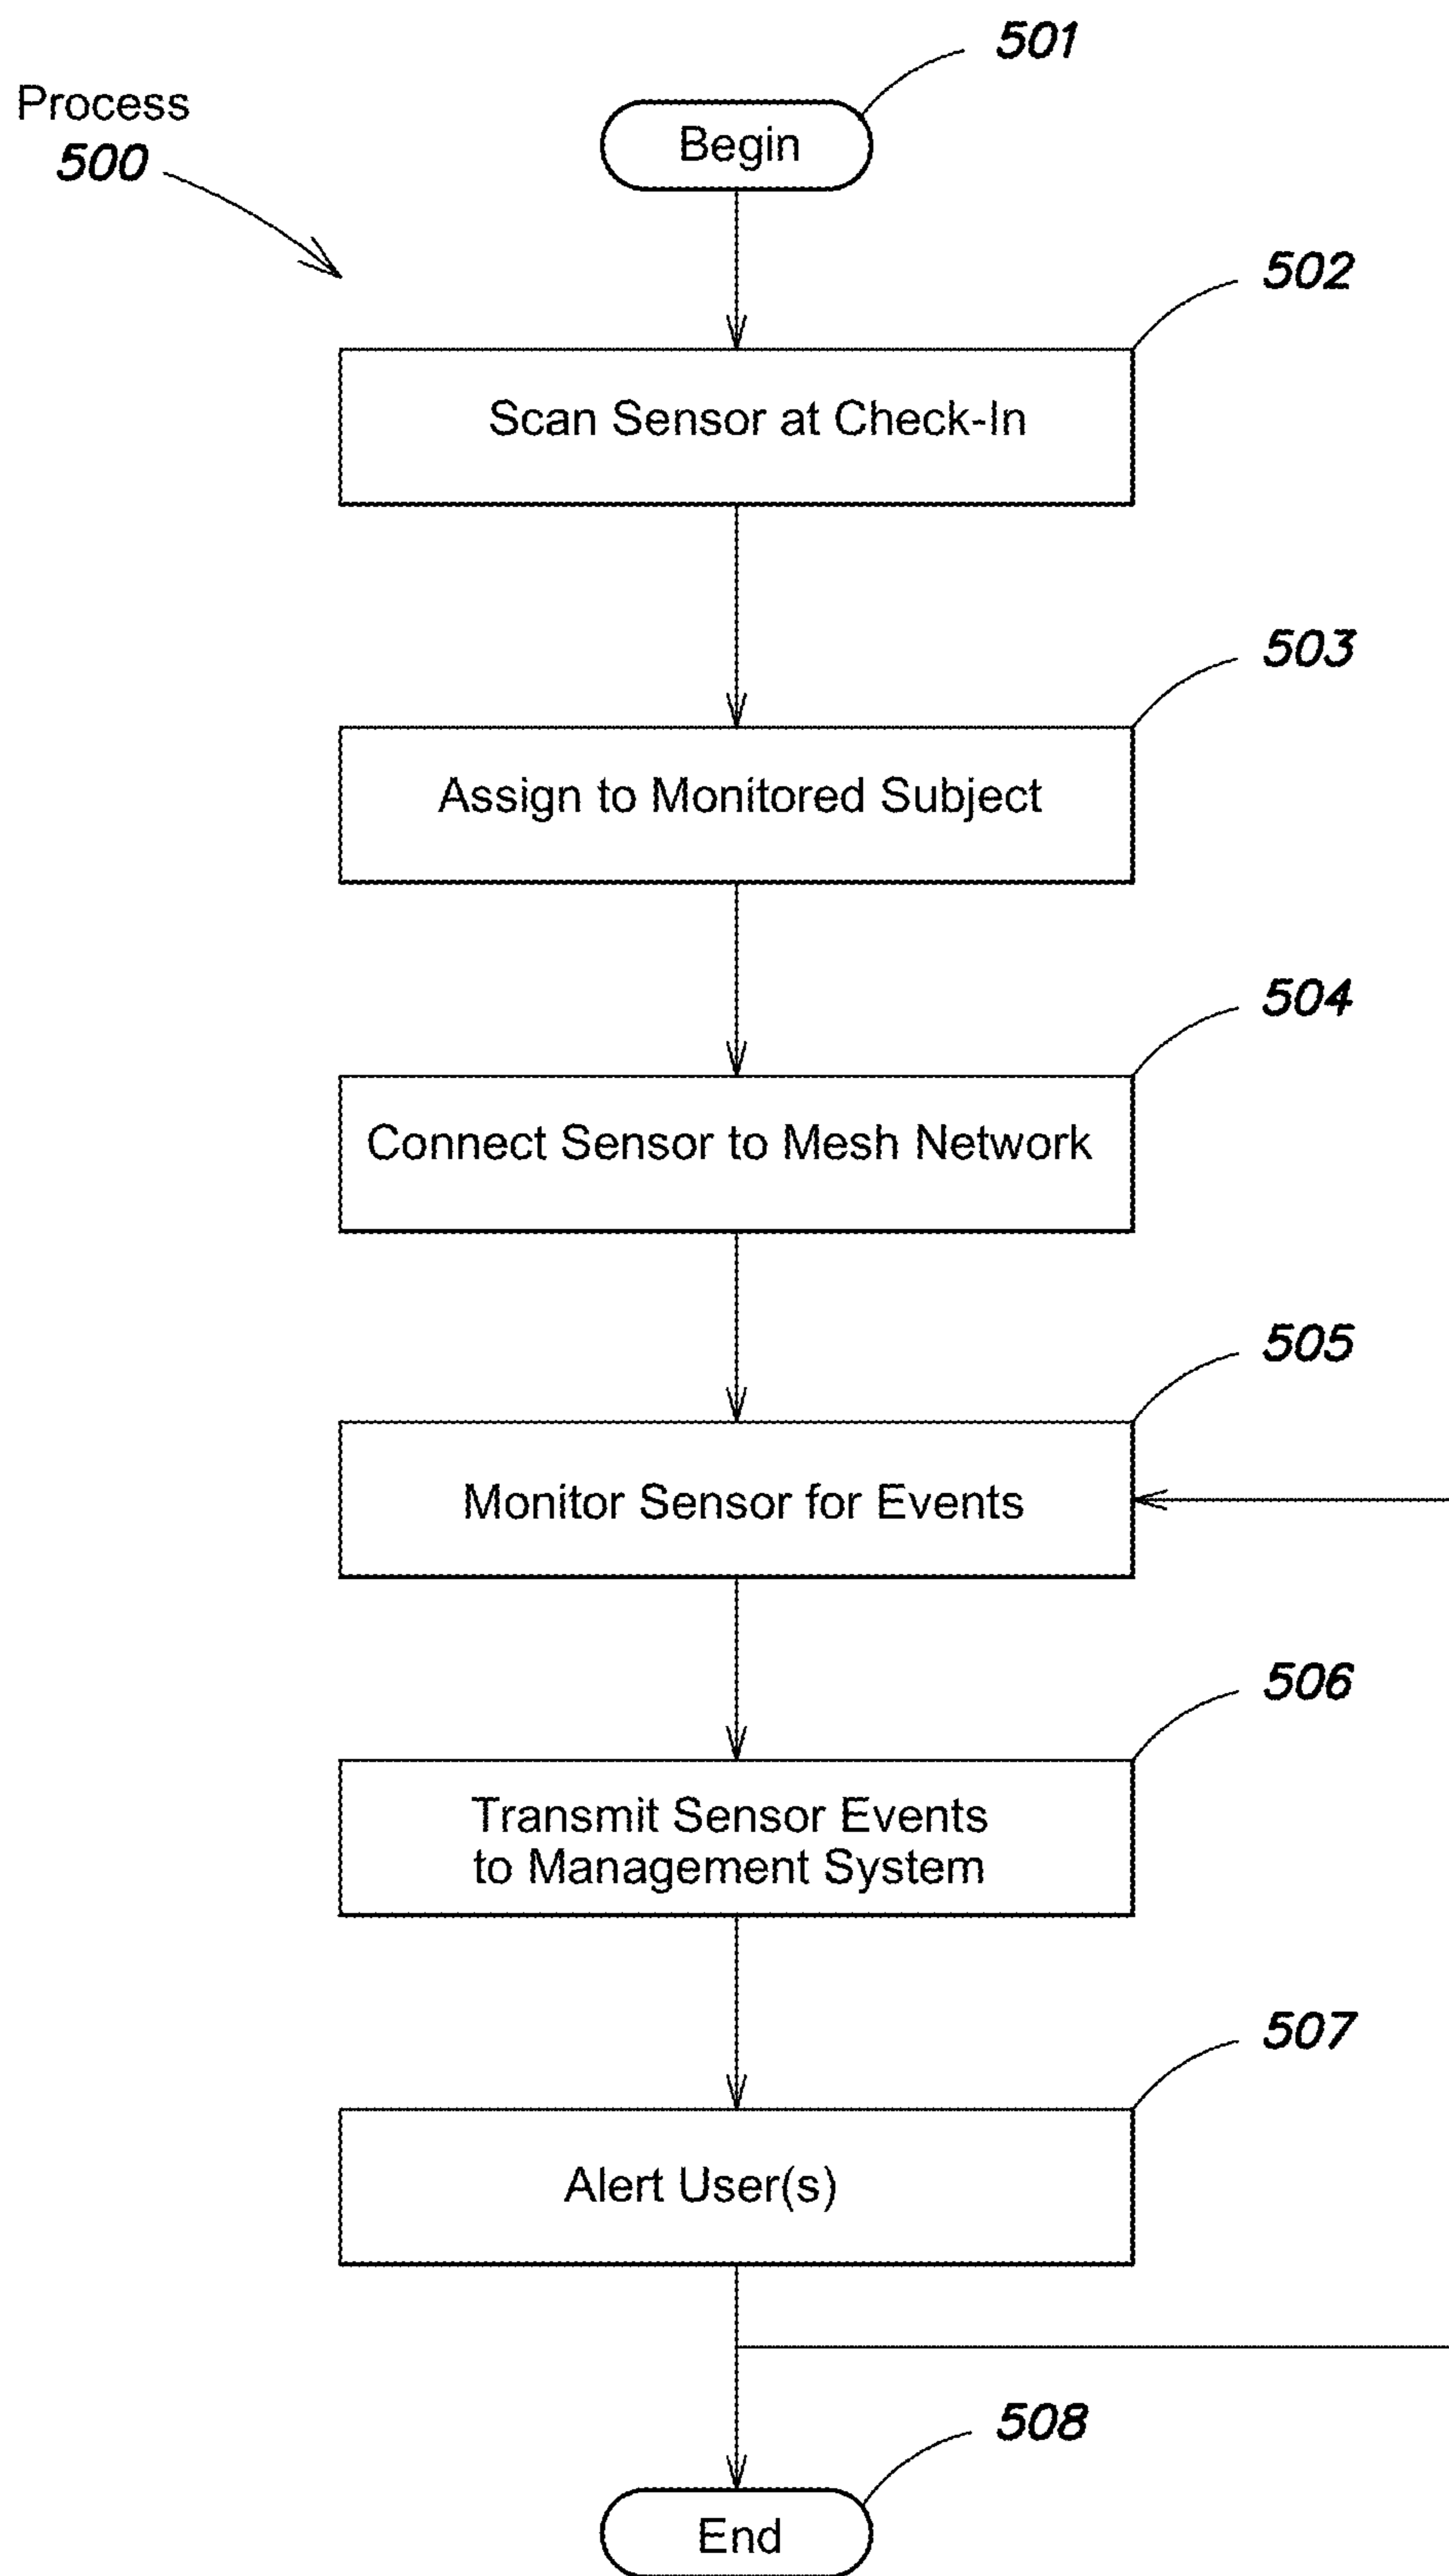 501
Process
500
Begin
502
Scan Sensor at Check-In
503
Assign to Monitored Subject
504
Connect Sensor to Mesh Network
505
Monitor Sensor for Events
506
Transmit Sensor Events
to Management System
507
Alert User(s)
508
End